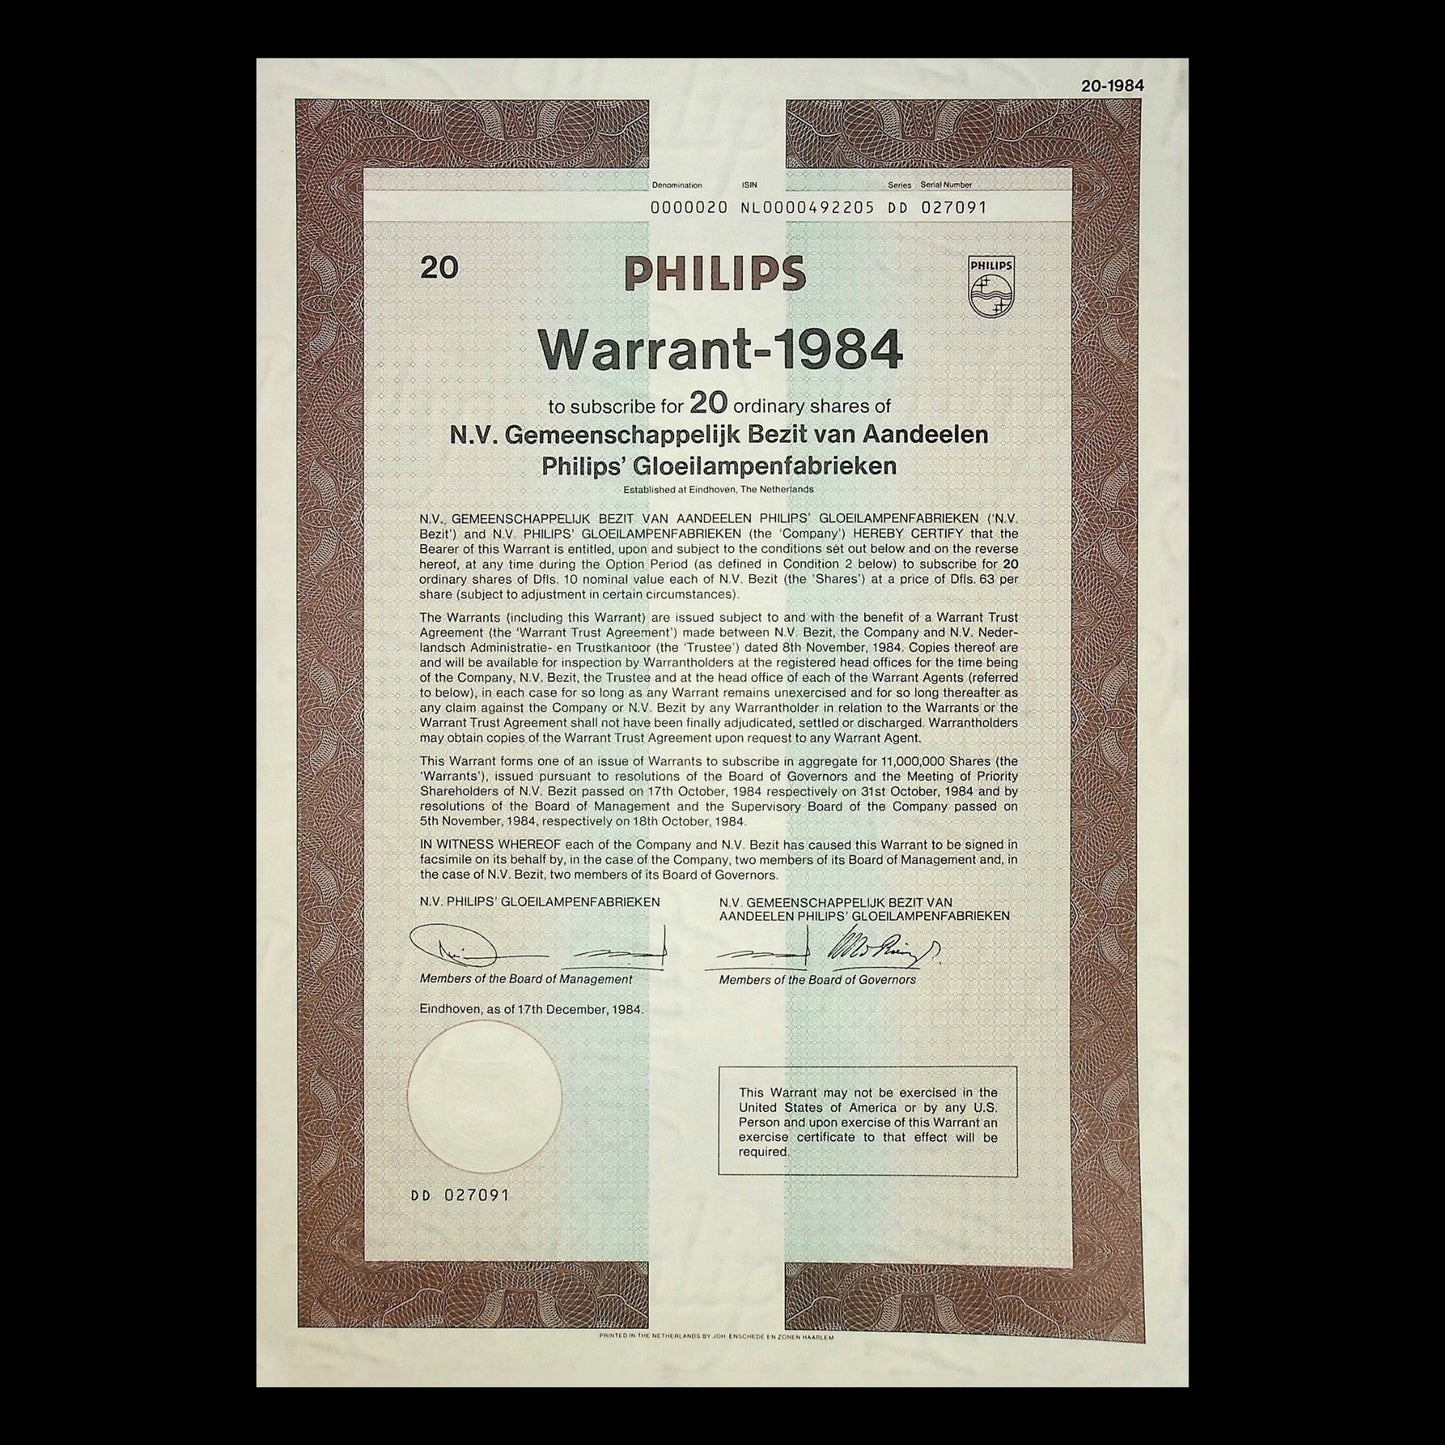 20-1984
Denomination ISIN Series Serial Number
0000020 NL0000492205 DD 027091
20
PHILIPS
PHILIPS
Warrant-1984
to subscribe for 20 ordinary shares of
N.V. Gemeenschappelijk Bezit van Aandeelen
Philips' Gloeilampenfabrieken
Established at Eindhoven, The Netherlands
N.V. GEMEENSCHAPPELIJK BEZIT VAN AANDEELEN PHILIPS' GLOEILAMPENFABRIEKEN ('N.V.
Bezit') and N.V. PHILIPS' GLOEILAMPENFABRIEKEN (the 'Company') HEREBY CERTIFY that the
Bearer of this Warrant is entitled, upon and subject to the conditions set out below and on the reverse
hereof, at any time during the Option Period (as defined in Condition 2 below) to subscribe for 20
ordinary shares of Dfls. 10 nominal value each of N.V. Bezit (the 'Shares') at a price of Dfls. 63 per
share (subject to adjustment in certain circumstances).
The Warrants (including this Warrant) are issued subject to and with the benefit of a Warrant Trust
Agreement (the 'Warrant Trust Agreement') made between N.V. Bezit, the Company and N.V. Neder-
landsch Administratie- en Trustkantoor (the 'Trustee') dated 8th November, 1984. Copies thereof are
and will be available for inspection by Warrantholders at the registered head offices for the time being
of the Company, N.V. Bezit, the Trustee and at the head office of each of the Warrant Agents (referred
to below), in each case for so long as any Warrant remains unexercised and for so long thereafter as
any claim against the Company or N.V. Bezit by any Warrantholder in relation to the Warrants or the
Warrant Trust Agreement shall not have been finally adjudicated, settled or discharged. Warrantholders
may obtain copies of the Warrant Trust Agreement upon request to any Warrant Agent.
This Warrant forms one of an issue of Warrants to subscribe in aggregate for 11,000,000 Shares (the
'Warrants'), issued pursuant to resolutions of the Board of Governors and the Meeting of Priority
Shareholders of N.V. Bezit passed on 17th October, 1984 respectively on 31st October, 1984 and by
resolutions of the Board of Management and the Supervisory Board of the Company passed on
5th November, 1984, respectively on 18th October, 1984.
IN WITNESS WHEREOF each of the Company and N.V. Bezit has caused this Warrant to be signed in
facsimile on its behalf by, in the case of the Company, two members of its Board of Management and, in
the case of N.V. Bezit, two members of its Board of Governors.
N.V. PHILIPS' GLOEILAMPENFABRIEKEN
N.V. GEMEENSCHAPPELIJK BEZIT VAN
AANDEELEN PHILIPS' GLOEILAMPENFABRIEKEN
Members of the Board of Management
Members of the Board of Governors
Eindhoven, as of 17th December, 1984.
This Warrant may not be exercised in the
United States of America or by any U.S.
Person and upon exercise of this Warrant an
exercise certificate to that effect will be
required.
DD 027091
PRINTED IN THE NETHERLANDS BY JOH. ENSCHEDE EN ZONEN HAARLEM